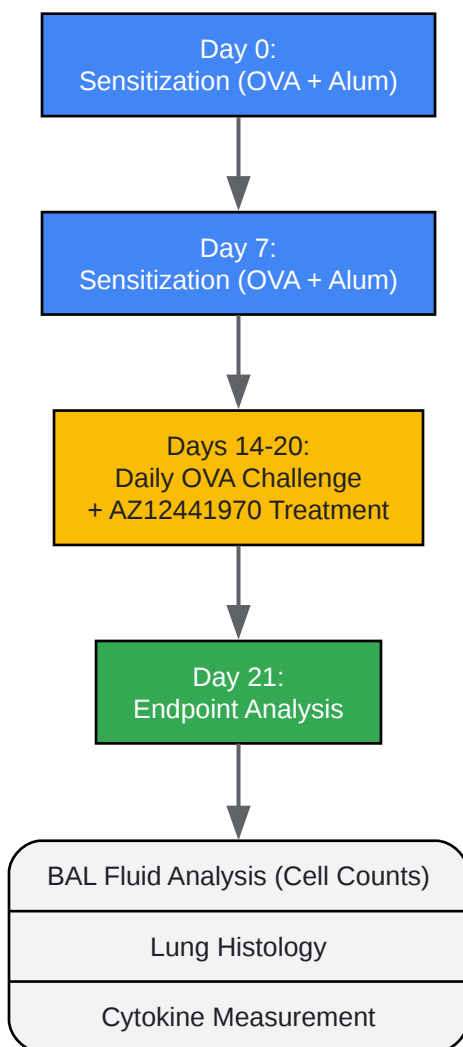 Day 0:
Sensitization (OVA + Alum)
Day 7:
Sensitization (OVA + Alum)
Days 14-20:
Daily OVA Challenge
+ AZ12441970 Treatment
Day 21:
Endpoint Analysis
BAL Fluid Analysis (Cell Counts)
Lung Histology
Cytokine Measurement